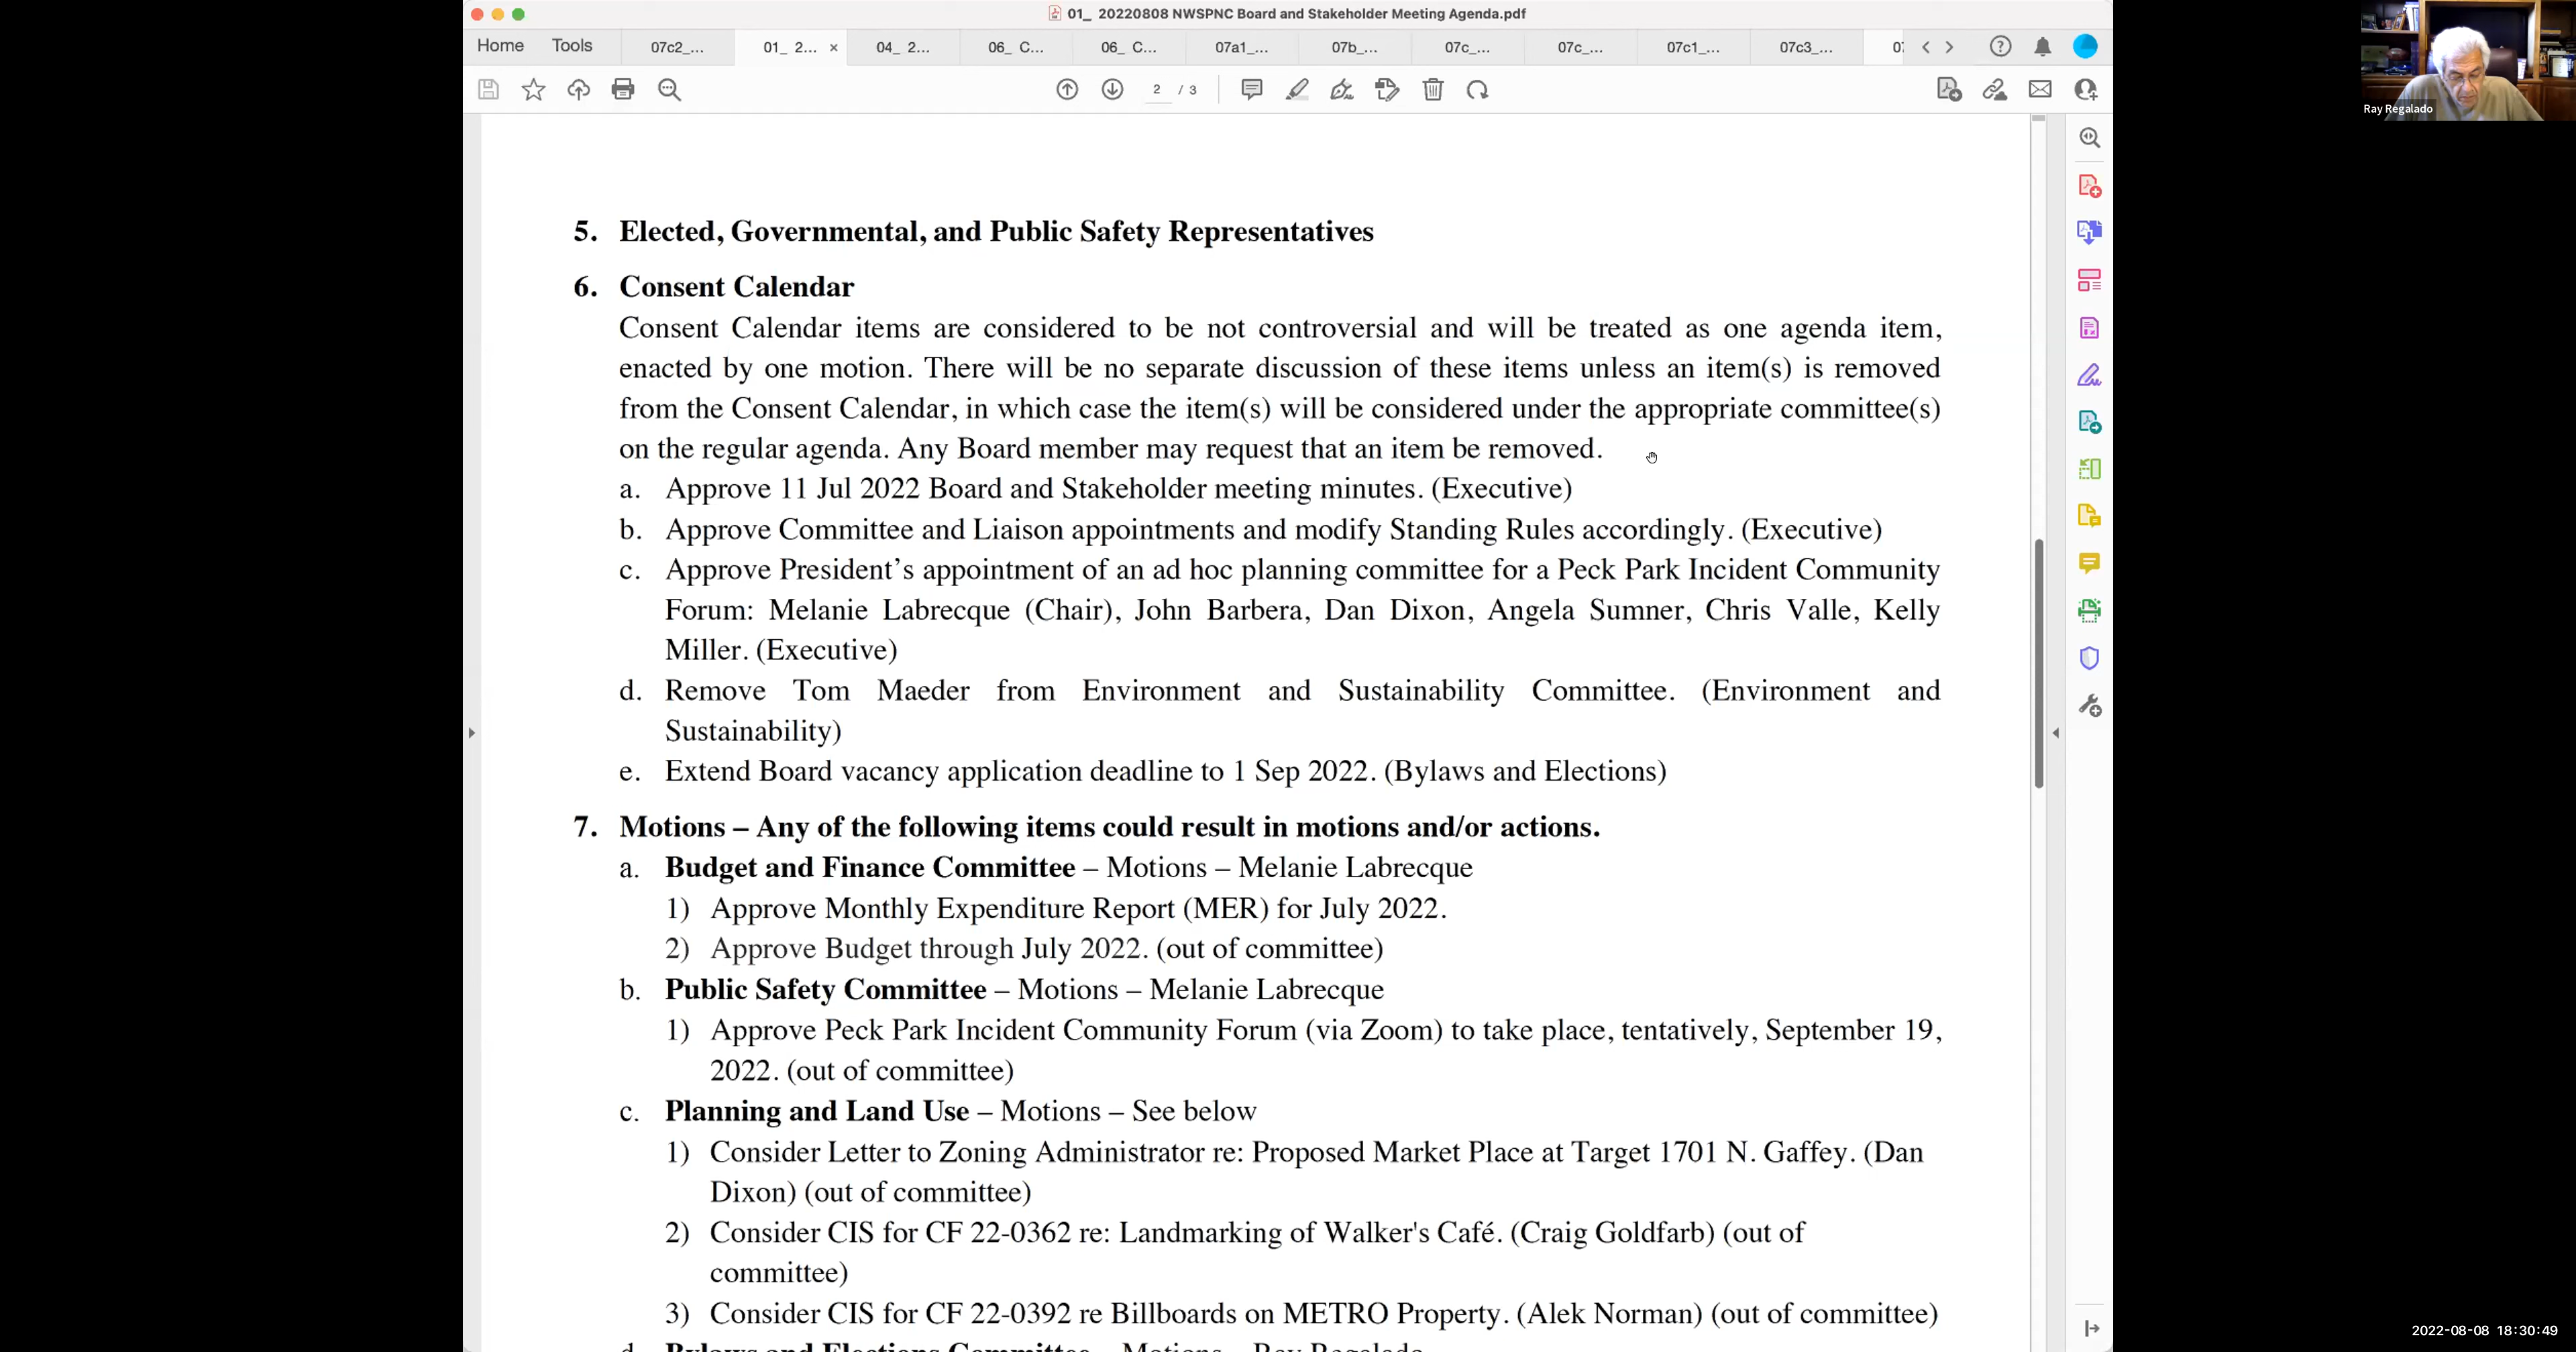 01_ 20220808 NWSPNC Board and Stakeholder Meeting Agenda.pdf
Home Tools 07c2_... 01_ 2... × 04_ 2... 06_ C... 06_ C... 07a1_... 07b_... 07c_... 07c_... 07c1_... 07c3_...
2 / 3
Ray Regalado
5. Elected, Governmental, and Public Safety Representatives
6. Consent Calendar
Consent Calendar items are considered to be not controversial and will be treated as one agenda item,
enacted by one motion. There will be no separate discussion of these items unless an item(s) is removed
from the Consent Calendar, in which case the item(s) will be considered under the appropriate committee(s)
on the regular agenda. Any Board member may request that an item be removed.
a. Approve 11 Jul 2022 Board and Stakeholder meeting minutes. (Executive)
b. Approve Committee and Liaison appointments and modify Standing Rules accordingly. (Executive)
c. Approve President’s appointment of an ad hoc planning committee for a Peck Park Incident Community
Forum: Melanie Labrecque (Chair), John Barbera, Dan Dixon, Angela Sumner, Chris Valle, Kelly
Miller. (Executive)
d. Remove Tom Maeder from Environment and Sustainability Committee. (Environment and
Sustainability)
e. Extend Board vacancy application deadline to 1 Sep 2022. (Bylaws and Elections)
7. Motions – Any of the following items could result in motions and/or actions.
a. Budget and Finance Committee – Motions – Melanie Labrecque
1) Approve Monthly Expenditure Report (MER) for July 2022.
2) Approve Budget through July 2022. (out of committee)
b. Public Safety Committee – Motions – Melanie Labrecque
1) Approve Peck Park Incident Community Forum (via Zoom) to take place, tentatively, September 19,
2022. (out of committee)
c. Planning and Land Use – Motions – See below
1) Consider Letter to Zoning Administrator re: Proposed Market Place at Target 1701 N. Gaffey. (Dan
Dixon) (out of committee)
2) Consider CIS for CF 22-0362 re: Landmarking of Walker's Café. (Craig Goldfarb) (out of
committee)
3) Consider CIS for CF 22-0392 re Billboards on METRO Property. (Alek Norman) (out of committee)
d. Bylaws and Elections Committee – Motions – Ray Regalado
2022-08-08 18:30:49